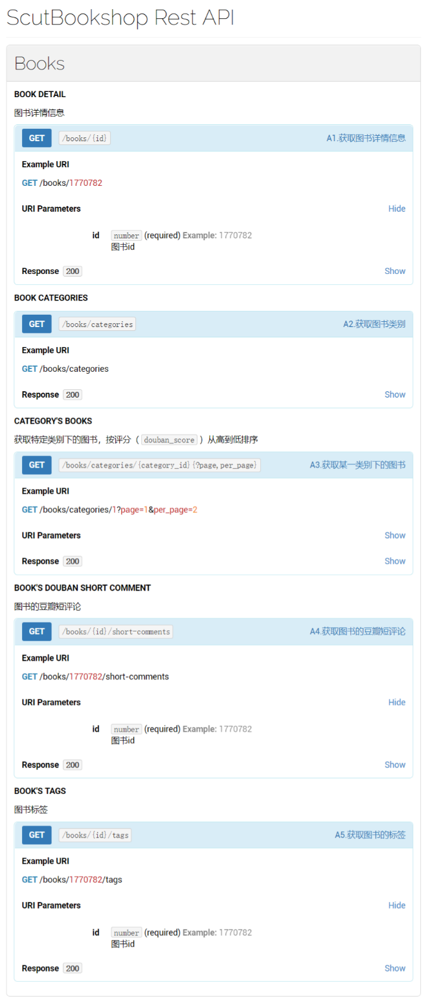 ScutBookshop Rest API
Books
BOOK DETAIL
图书详情信息
GET /books/{id} A1.获取图书详情信息
Example URI
GET /books/1770782
URI Parameters Hide
id number (required) Example: 1770782
图书id
Response 200 Show
BOOK CATEGORIES
GET /books/categories A2.获取图书类别
Example URI
GET /books/categories
Response 200 Show
CATEGORY'S BOOKS
获取特定类别下的图书，按评分（ douban_score ）从高到低排序
GET /books/categories/{category_id}{?page,per_page} A3.获取某一类别下的图书
Example URI
GET /books/categories/1?page=1&per_page=2
URI Parameters Show
Response 200 Show
BOOK'S DOUBAN SHORT COMMENT
图书的豆瓣短评论
GET /books/{id}/short-comments A4.获取图书的豆瓣短评论
Example URI
GET /books/1770782/short-comments
URI Parameters Hide
id number (required) Example: 1770782
图书id
Response 200 Show
BOOK'S TAGS
图书标签
GET /books/{id}/tags A5.获取图书的标签
Example URI
GET /books/1770782/tags
URI Parameters Hide
id number (required) Example: 1770782
图书id
Response 200 Show